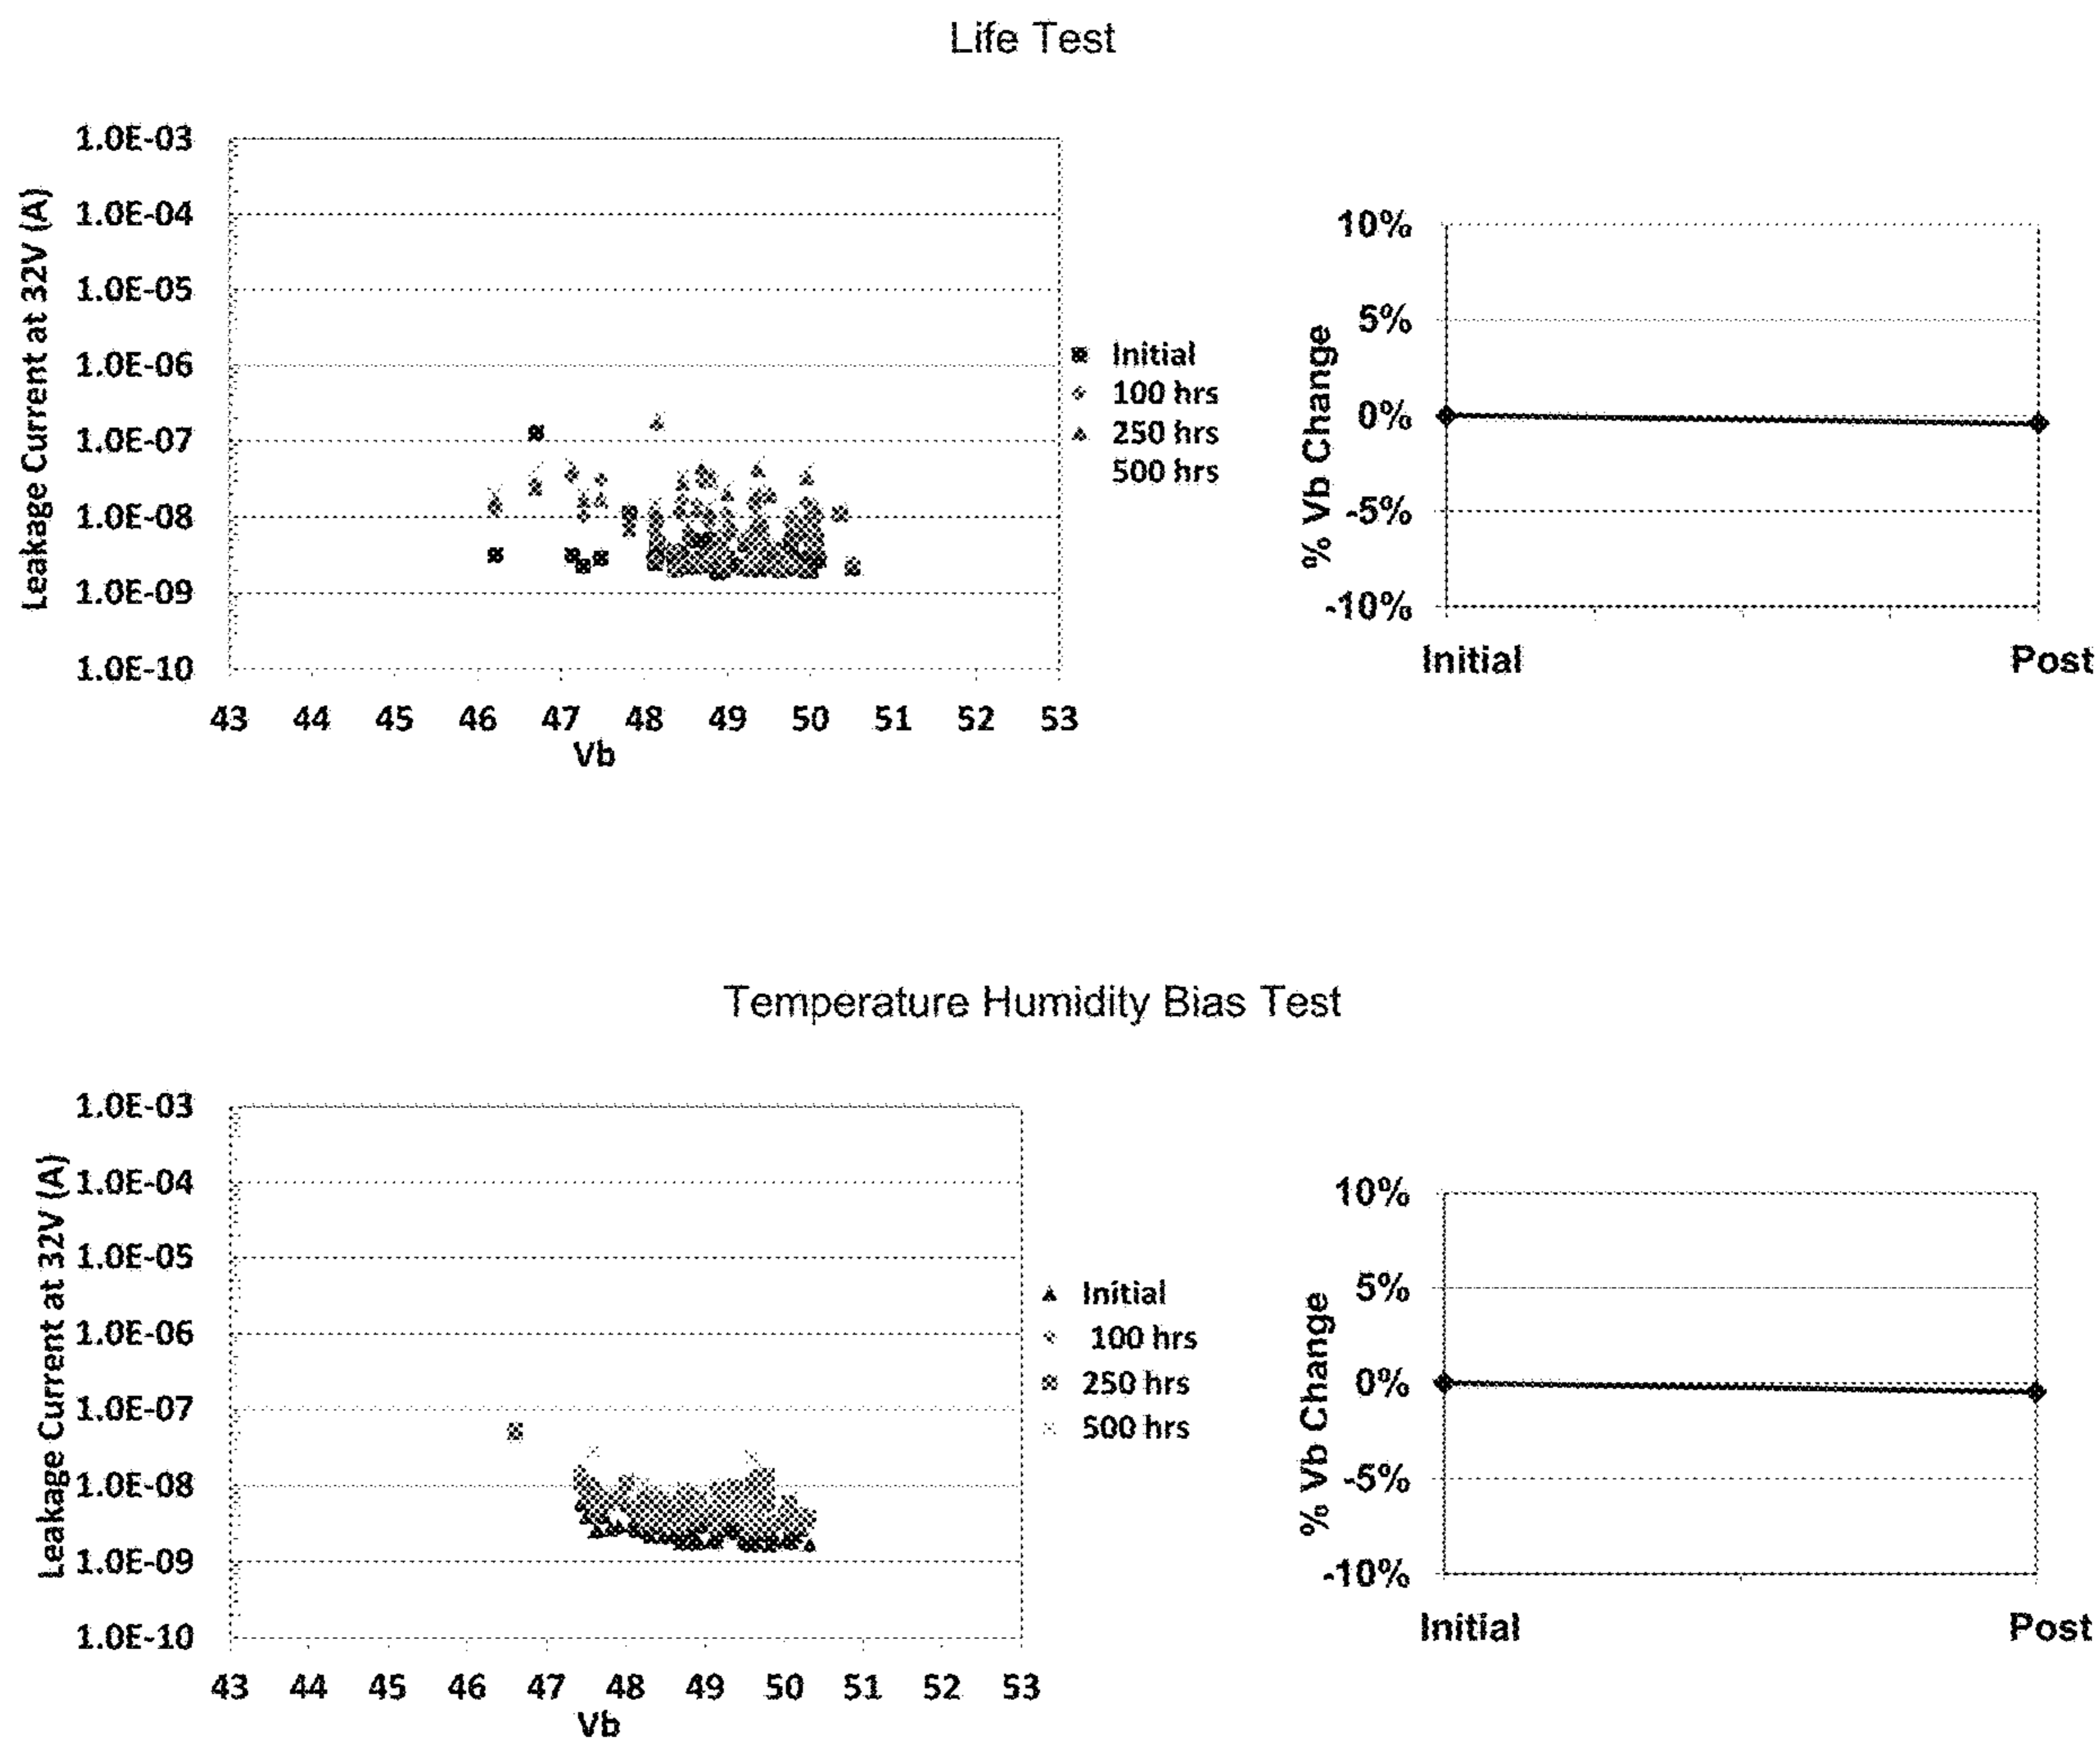 Life Test
Leakage Current at 32V (A)
1.0E-03
1.0E-04
1.0E-05
1.0E-06
1.0E-07
1.0E-08
1.0E-09
1.0E-10
43 44 45 46 47 48 49 50 51 52 53
Vb
Initial
100 hrs
250 hrs
500 hrs
% Vb Change
10%
5%
0%
-5%
-10%
Initial Post
Temperature Humidity Bias Test
Leakage Current at 32V (A)
1.0E-03
1.0E-04
1.0E-05
1.0E-06
1.0E-07
1.0E-08
1.0E-09
1.0E-10
43 44 45 46 47 48 49 50 51 52 53
Vb
Initial
100 hrs
250 hrs
500 hrs
% Vb Change
10%
5%
0%
-5%
-10%
Initial Post